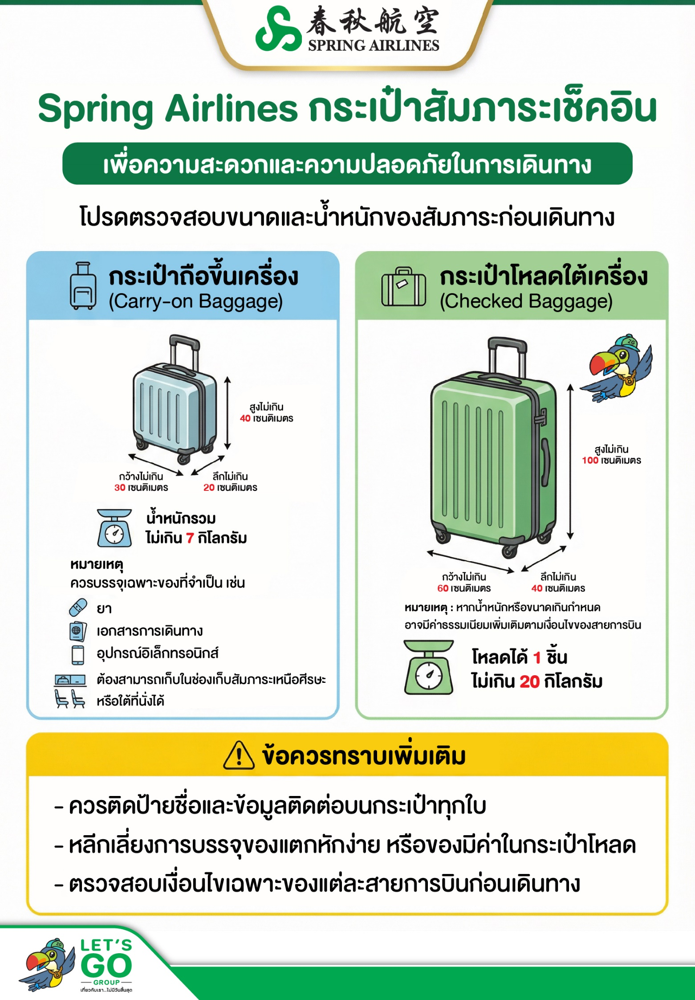 春秋航空
SPRING AIRLINES
Spring Airlines กระเป๋าสัมภาระเช็คอิน
เพื่อความสะดวกและความปลอดภัยในการเดินทาง
โปรดตรวจสอบขนาดและน้ำหนักของสัมภาระก่อนเดินทาง
กระเป๋าถือขึ้นเครื่อง
(Carry-on Baggage)
สูงไม่เกิน
40 เซนติเมตร
กว้างไม่เกิน
30 เซนติเมตร
ลึกไม่เกิน
20 เซนติเมตร
น้ำหนักรวม
ไม่เกิน 7 กิโลกรัม
หมายเหตุ
ควรบรรจุเฉพาะของที่จำเป็น เช่น
ยา
เอกสารการเดินทาง
อุปกรณ์อิเล็กทรอนิกส์
ต้องสามารถเก็บในช่องเก็บสัมภาระเหนือศีรษะ
หรือใต้ที่นั่งได้
กระเป๋าโหลดใต้เครื่อง
(Checked Baggage)
ZG
สูงไม่เกิน
100 เซนติเมตร
กว้างไม่เกิน
60 เซนติเมตร
ลึกไม่เกิน
40 เซนติเมตร
หมายเหตุ : หากน้ำหนักหรือขนาดเกินกำหนด
อาจมีค่าธรรมเนียมเพิ่มเติมตามเงื่อนไขของสายการบิน
โหลดได้ 1 ชิ้น
ไม่เกิน 20 กิโลกรัม
ข้อควรทราบเพิ่มเติม
- ควรติดป้ายชื่อและข้อมูลติดต่อบนกระเป๋าทุกใบ
- หลีกเลี่ยงการบรรจุของแตกหักง่าย หรือของมีค่าในกระเป๋าโหลด
- ตรวจสอบเงื่อนไขเฉพาะของแต่ละสายการบินก่อนเดินทาง
ZG
LET'S
GO
GROUP
เที่ยวกับเรา...ไม่มีวันสิ้นสุด